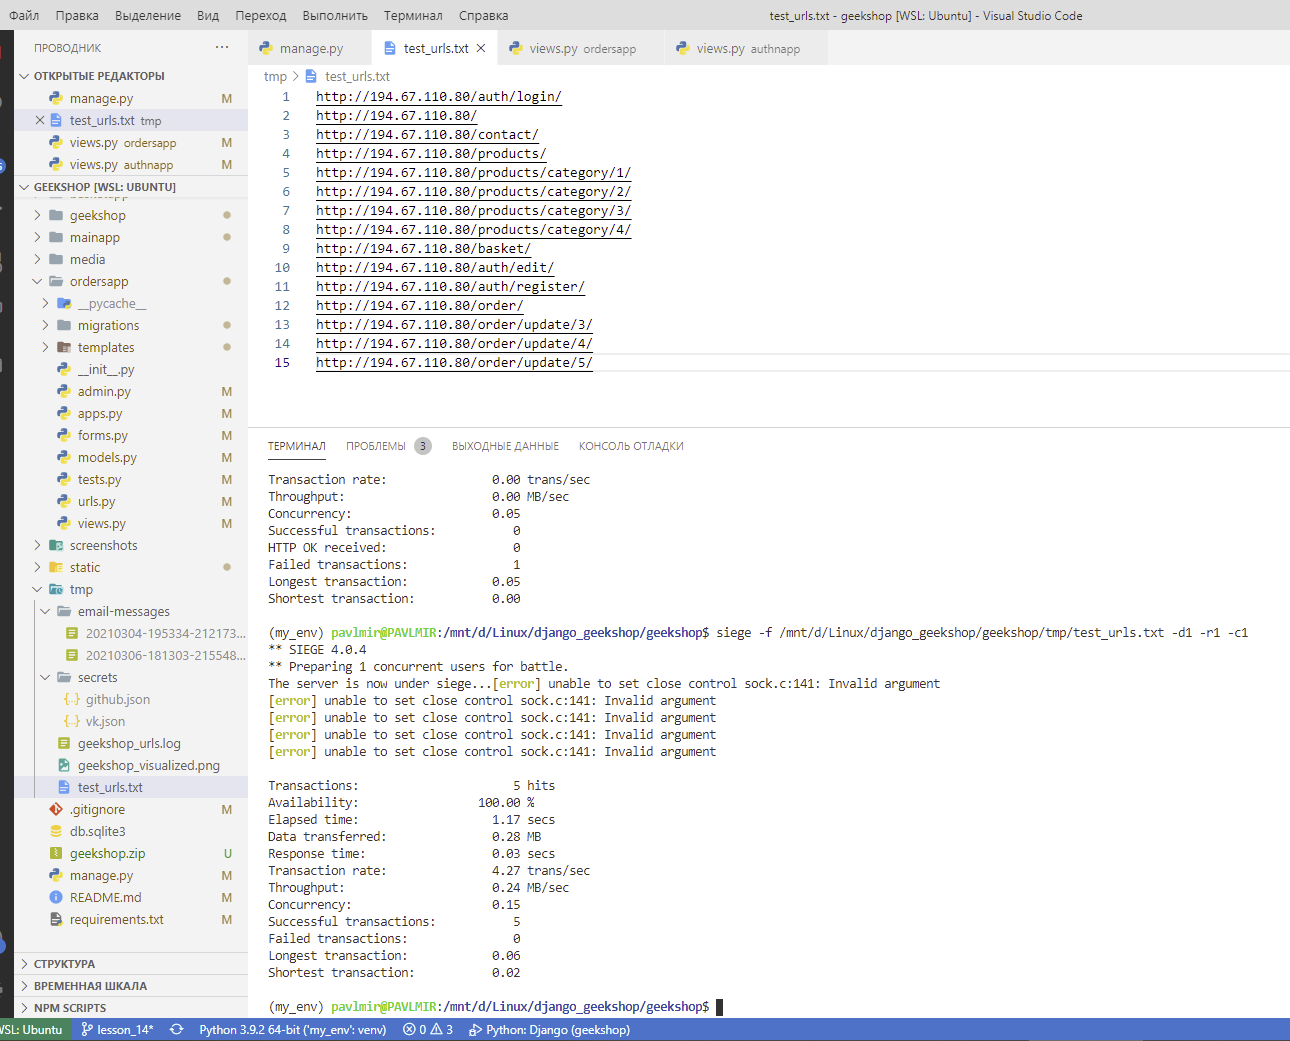 Файл Правка Выделение Вид Переход Выполнить Терминал Справка test_urls.txt - geekshop [WSL: Ubuntu] - Visual Studio Code
ПРОВОДНИК ···
ОТКРЫТЫЕ РЕДАКТОРЫ
manage.py M
test_urls.txt tmp
views.py ordersapp M
views.py authnapp M
GEEKSHOP [WSL: UBUNTU]
geekshop
mainapp
media
ordersapp
__pycache__
migrations
templates
__init__.py
admin.py M
apps.py M
forms.py M
models.py M
tests.py M
urls.py M
views.py M
screenshots
static
tmp
email-messages
20210304-195334-212173...
20210306-181303-215548...
secrets
github.json
vk.json
geekshop_urls.log
geekshop_visualized.png
test_urls.txt
.gitignore M
db.sqlite3
geekshop.zip U
manage.py M
README.md M
requirements.txt M
СТРУКТУРА
ВРЕМЕННАЯ ШКАЛА
NPM SCRIPTS
manage.py test_urls.txt views.py ordersapp views.py authnapp
tmp > test_urls.txt
1 http://194.67.110.80/auth/login/
2 http://194.67.110.80/
3 http://194.67.110.80/contact/
4 http://194.67.110.80/products/
5 http://194.67.110.80/products/category/1/
6 http://194.67.110.80/products/category/2/
7 http://194.67.110.80/products/category/3/
8 http://194.67.110.80/products/category/4/
9 http://194.67.110.80/basket/
10 http://194.67.110.80/auth/edit/
11 http://194.67.110.80/auth/register/
12 http://194.67.110.80/order/
13 http://194.67.110.80/order/update/3/
14 http://194.67.110.80/order/update/4/
15 http://194.67.110.80/order/update/5/
ТЕРМИНАЛ ПРОБЛЕМЫ 3 ВЫХОДНЫЕ ДАННЫЕ КОНСОЛЬ ОТЛАДКИ
Transaction rate: 0.00 trans/sec
Throughput: 0.00 MB/sec
Concurrency: 0.05
Successful transactions: 0
HTTP OK received: 0
Failed transactions: 1
Longest transaction: 0.05
Shortest transaction: 0.00
(my_env) pavlmir@PAVLMIR:/mnt/d/Linux/django_geekshop/geekshop$ siege -f /mnt/d/Linux/django_geekshop/geekshop/tmp/test_urls.txt -d1 -r1 -c1
** SIEGE 4.0.4
** Preparing 1 concurrent users for battle.
The server is now under siege...[error] unable to set close control sock.c:141: Invalid argument
[error] unable to set close control sock.c:141: Invalid argument
[error] unable to set close control sock.c:141: Invalid argument
[error] unable to set close control sock.c:141: Invalid argument
[error] unable to set close control sock.c:141: Invalid argument
Transactions: 5 hits
Availability: 100.00 %
Elapsed time: 1.17 secs
Data transferred: 0.28 MB
Response time: 0.03 secs
Transaction rate: 4.27 trans/sec
Throughput: 0.24 MB/sec
Concurrency: 0.15
Successful transactions: 5
Failed transactions: 0
Longest transaction: 0.06
Shortest transaction: 0.02
(my_env) pavlmir@PAVLMIR:/mnt/d/Linux/django_geekshop/geekshop$
WSL: Ubuntu lesson_14* Python 3.9.2 64-bit ('my_env': venv) 0 3 Python: Django (geekshop)